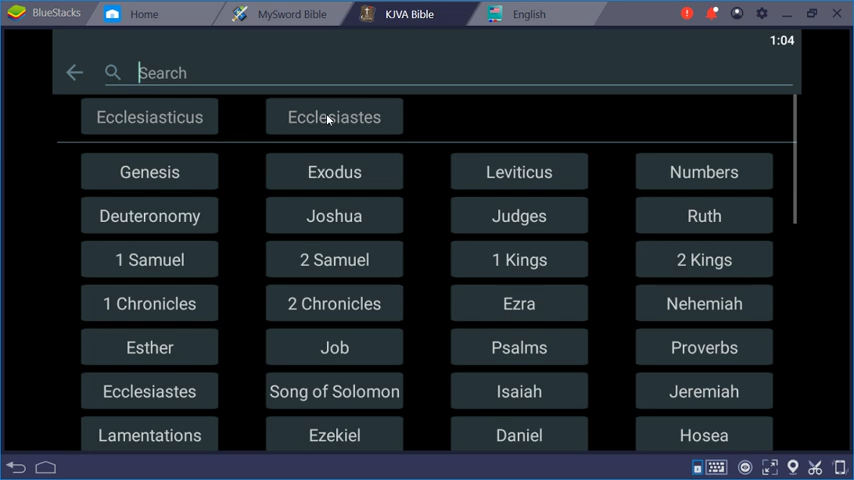 BlueStacks Home MySword Bible KJVA Bible English
1:04
Search
Ecclesiasticus Ecclesiastes
Genesis Exodus Leviticus Numbers
Deuteronomy Joshua Judges Ruth
1 Samuel 2 Samuel 1 Kings 2 Kings
1 Chronicles 2 Chronicles Ezra Nehemiah
Esther Job Psalms Proverbs
Ecclesiastes Song of Solomon Isaiah Jeremiah
Lamentations Ezekiel Daniel Hosea